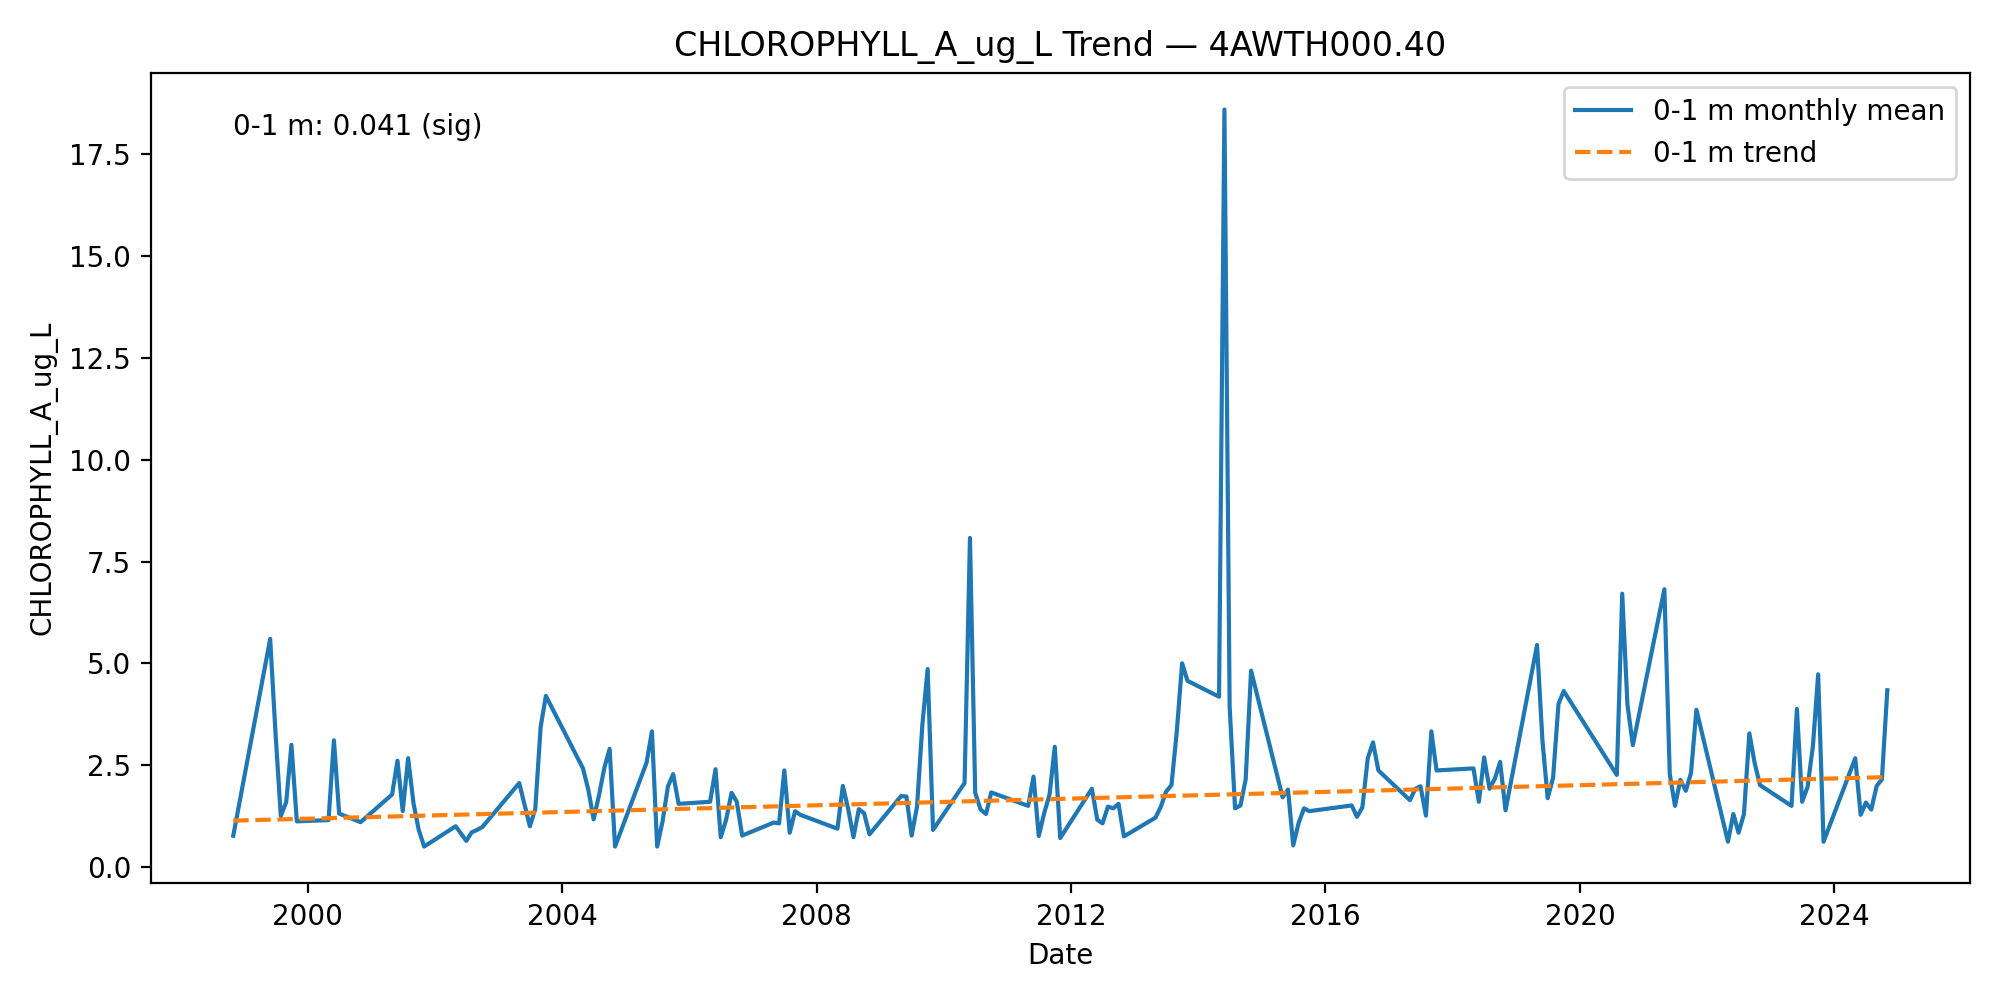 CHLOROPHYLL_A_ug_L Trend — 4AWTH000.40
0-1 m: 0.041 (sig)
0-1 m monthly mean
0-1 m trend
CHLOROPHYLL_A_ug_L
17.5
15.0
12.5
10.0
7.5
5.0
2.5
0.0
2000
2004
2008
2012
2016
2020
2024
Date